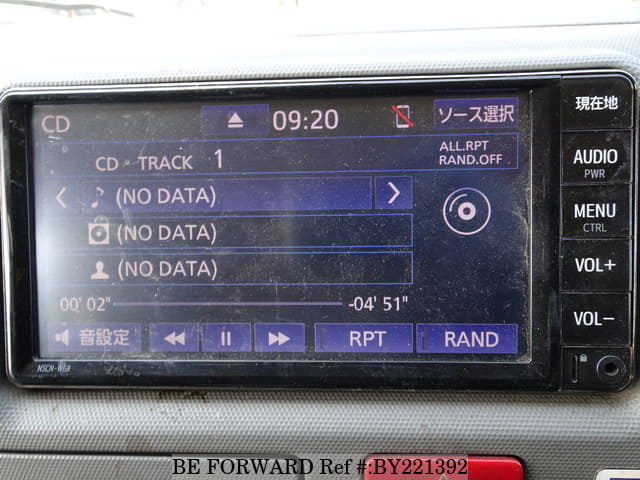 CD
09:20
ソース選択
現在地
CD - TRACK 1
ALL.RPT
RAND.OFF
AUDIO
PWR
(NO DATA)
MENU
CTRL
(NO DATA)
(NO DATA)
VOL+
00' 02" -04' 51"
VOL-
音設定
RPT
RAND
NSCN-W68
BE FORWARD Ref #:BY221392